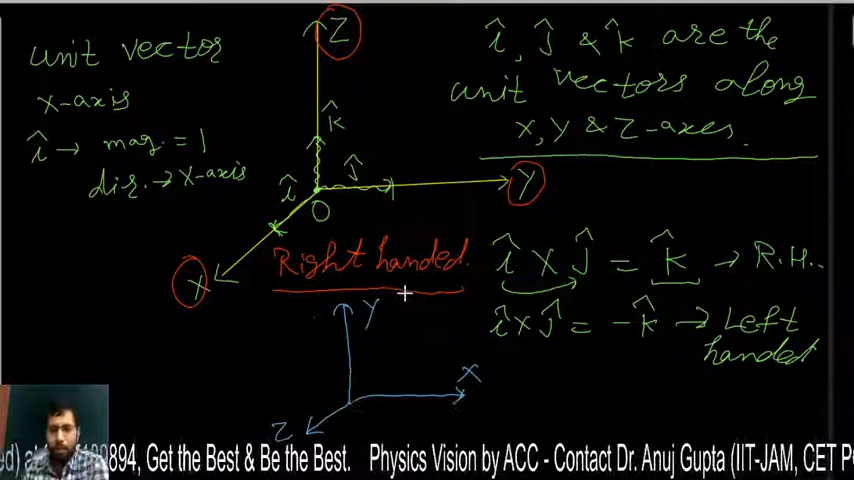 unit vector
x-axis
î → mag. = 1
dir. → x-axis
Z
k̂
ĵ
î
O
Y
X
Right handed.
î, ĵ & k̂ are the
unit vectors along
x, y & z-axes.
î × ĵ = k̂ → R.H..
î × ĵ = -k̂ → Left
handed
Y
X
Z
894, Get the Best & Be the Best. Physics Vision by ACC - Contact Dr. Anuj Gupta (IIT-JAM, CET